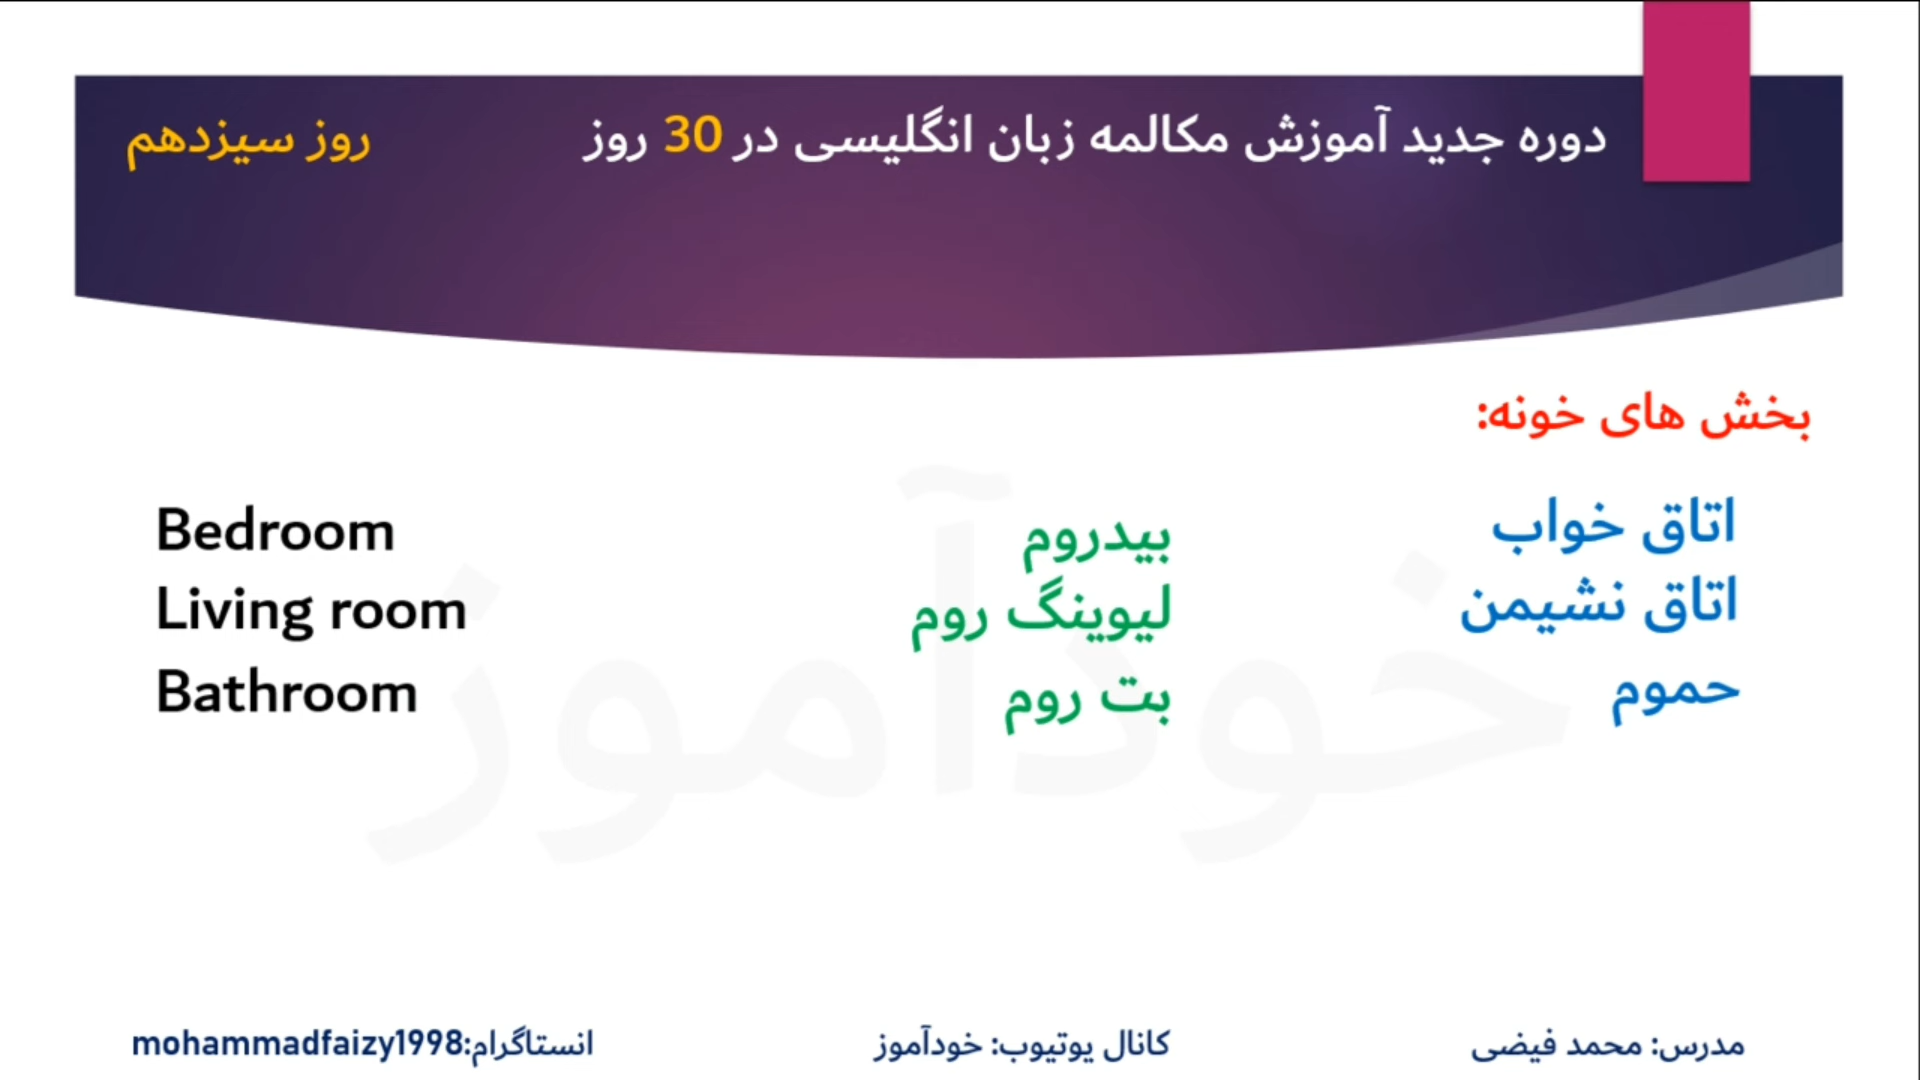 دوره جدید آموزش مکالمه زبان انگلیسی در 30 روز
روز سیزدهم
بخش های خونه:
اتاق خواب بیدروم Bedroom
اتاق نشیمن لیوینگ روم Living room
حموم بت روم Bathroom
خودآموز
مدرس: محمد فیضی
کانال یوتیوب: خودآموز
انستاگرام:mohammadfaizy1998